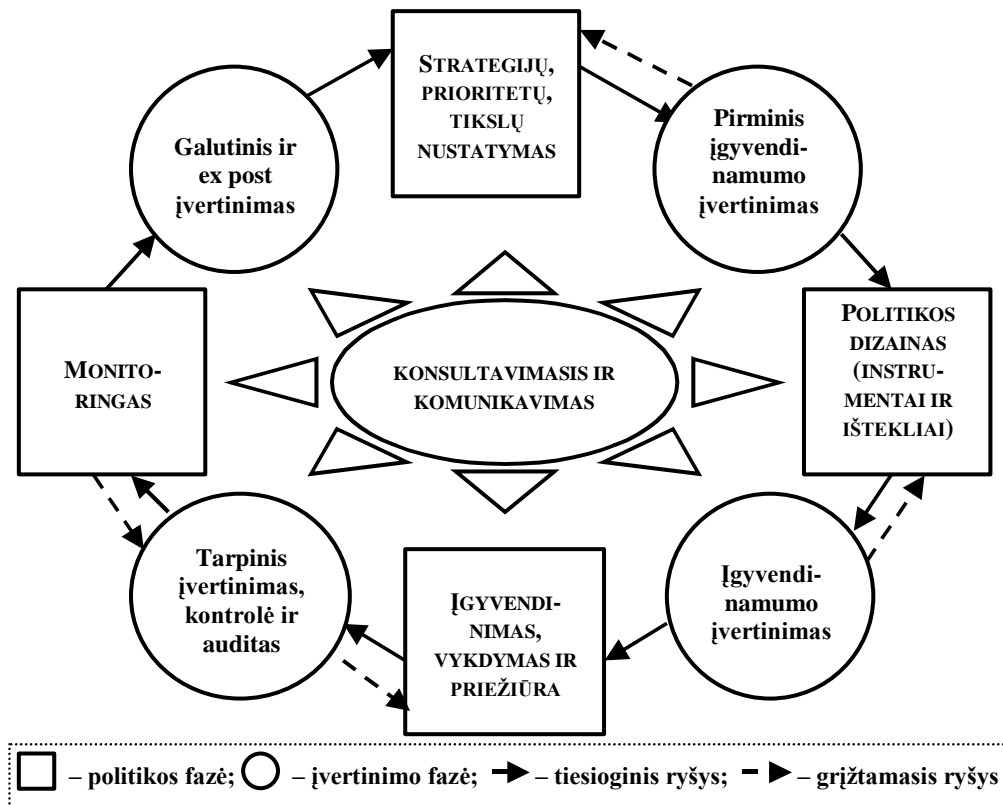 STRATEGIJŲ,
PRIORITETŲ,
TIKSLŲ
NUSTATYMAS
Galutinis ir
ex post
įvertinimas
Pirminis
įgyvendi-
namumo
įvertinimas
MONITO-
RINGAS
KONSULTAVIMASIS IR
KOMUNIKAVIMAS
POLITIKOS
DIZAINAS
(INSTRU-
MENTAI IR
IŠTEKLIAI)
Tarpinis
įvertinimas,
kontrolė ir
auditas
ĮGYVENDI-
NIMAS,
VYKDYMAS IR
PRIEŽIŪRA
Įgyvendi-
namumo
įvertinimas
– politikos fazė; – įvertinimo fazė; – tiesioginis ryšys; – grįžtamasis ryšys